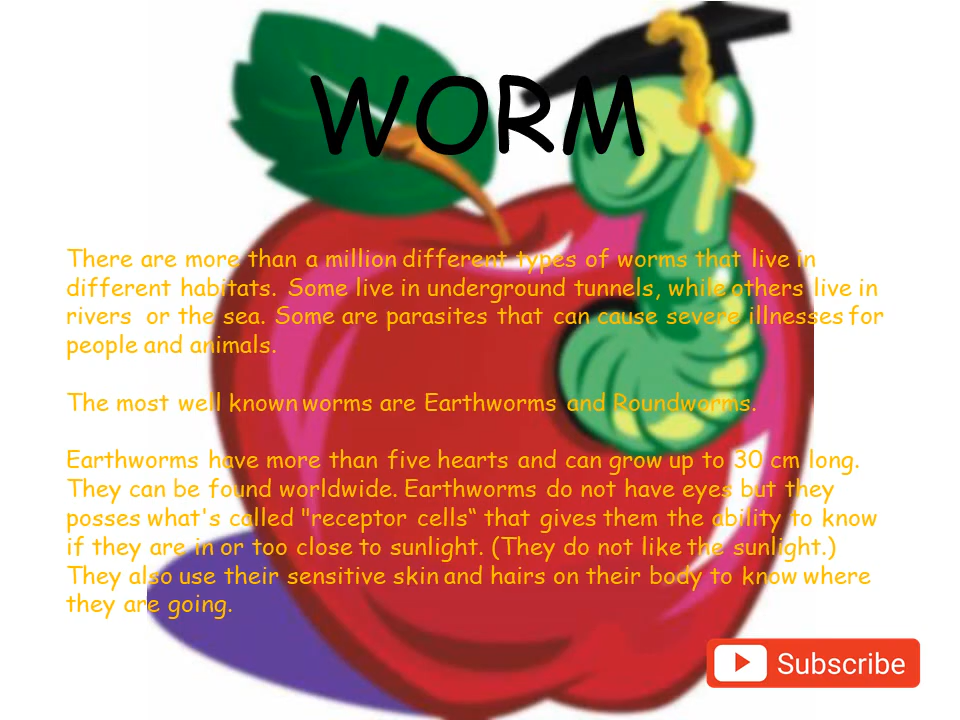 WORM
There are more than a million different types of worms that live in
different habitats. Some live in underground tunnels, while others live in
rivers or the sea. Some are parasites that can cause severe illnesses for
people and animals.
The most well known worms are Earthworms and Roundworms.
Earthworms have more than five hearts and can grow up to 30 cm long.
They can be found worldwide. Earthworms do not have eyes but they
posses what's called "receptor cells“ that gives them the ability to know
if they are in or too close to sunlight. (They do not like the sunlight.)
They also use their sensitive skin and hairs on their body to know where
they are going.
Subscribe